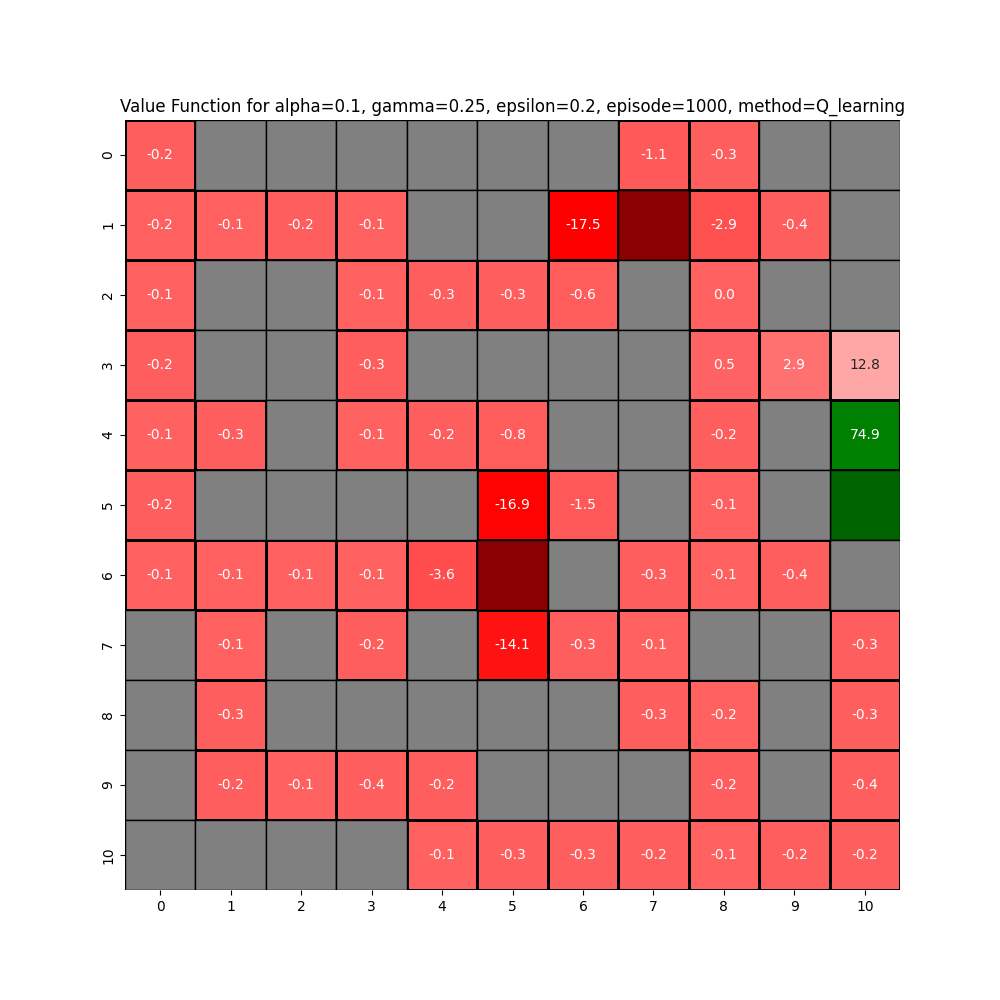 Value Function for alpha=0.1, gamma=0.25, epsilon=0.2, episode=1000, method=Q_learning
0 -0.2 -1.1 -0.3
1 -0.2 -0.1 -0.2 -0.1 -17.5 -2.9 -0.4
2 -0.1 -0.1 -0.3 -0.3 -0.6 0.0
3 -0.2 -0.3 0.5 2.9 12.8
4 -0.1 -0.3 -0.1 -0.2 -0.8 -0.2 74.9
5 -0.2 -16.9 -1.5 -0.1
6 -0.1 -0.1 -0.1 -0.1 -3.6 -0.3 -0.1 -0.4
7 -0.1 -0.2 -14.1 -0.3 -0.1 -0.3
8 -0.3 -0.3 -0.2 -0.3
9 -0.2 -0.1 -0.4 -0.2 -0.2 -0.4
10 -0.1 -0.3 -0.3 -0.2 -0.1 -0.2 -0.2
0 1 2 3 4 5 6 7 8 9 10